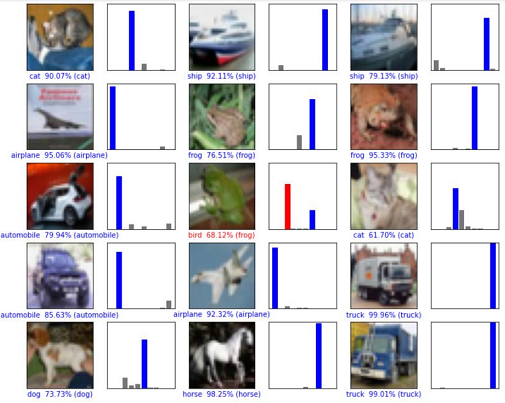 cat 90.07% (cat)
ship 92.11% (ship)
ship 79.13% (ship)
airplane 95.06% (airplane)
frog 76.51% (frog)
frog 95.33% (frog)
automobile 79.94% (automobile)
bird 68.12% (frog)
cat 61.70% (cat)
automobile 85.63% (automobile)
airplane 92.32% (airplane)
truck 99.96% (truck)
dog 73.73% (dog)
horse 98.25% (horse)
truck 99.01% (truck)